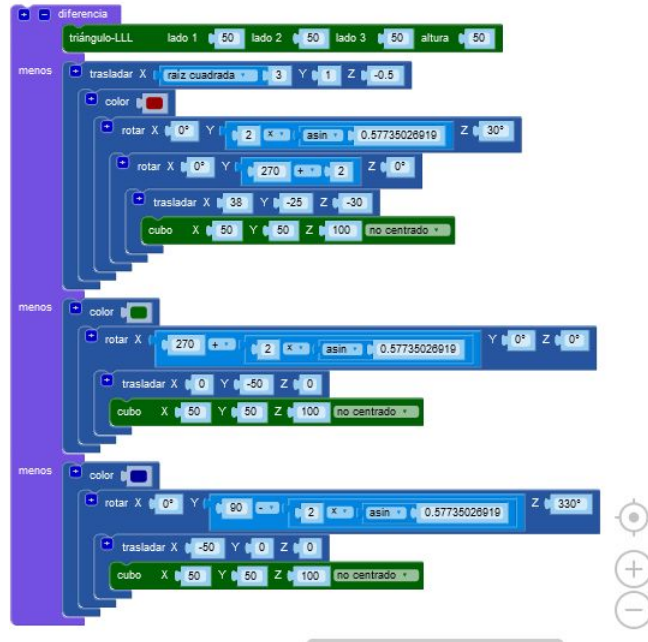 diferencia
triángulo-LLL lado 1 50 lado 2 50 lado 3 50 altura 50
menos trasladar X raíz cuadrada 3 Y 1 Z -0.5
color
rotar X 0° Y 2 x asin 0.57735026919 Z 30°
rotar X 0° Y 270 + 2 Z 0°
trasladar X 38 Y -25 Z -30
cubo X 50 Y 50 Z 100 no centrado
menos color
rotar X 270 + 2 x asin 0.57735026919 Y 0° Z 0°
trasladar X 0 Y -50 Z 0
cubo X 50 Y 50 Z 100 no centrado
menos color
rotar X 0° Y 90 - 2 x asin 0.57735026919 Z 330°
trasladar X -50 Y 0 Z 0
cubo X 50 Y 50 Z 100 no centrado